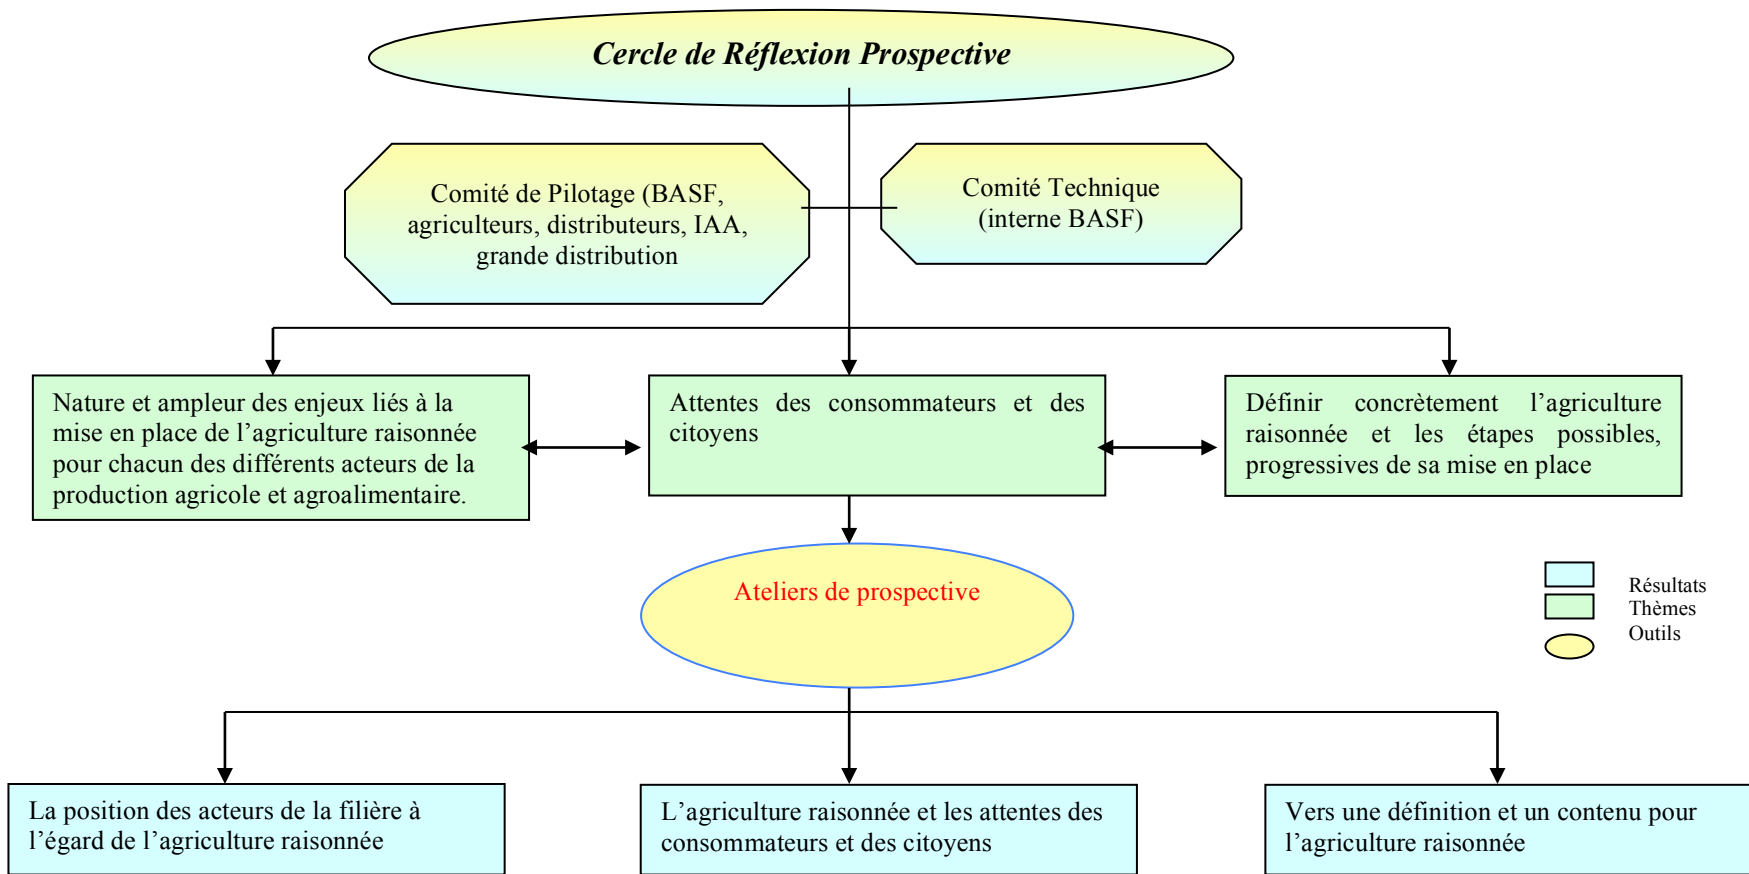 Cercle de Réflexion Prospective
Comité de Pilotage (BASF,
agriculteurs, distributeurs, IAA,
grande distribution
Comité Technique
(interne BASF)
Nature et ampleur des enjeux liés à la
mise en place de l’agriculture raisonnée
pour chacun des différents acteurs de la
production agricole et agroalimentaire.
Attentes des consommateurs et des
citoyens
Définir concrètement l’agriculture
raisonnée et les étapes possibles,
progressives de sa mise en place
Ateliers de prospective
Résultats
Thèmes
Outils
La position des acteurs de la filière à
l’égard de l’agriculture raisonnée
L’agriculture raisonnée et les attentes des
consommateurs et des citoyens
Vers une définition et un contenu pour
l’agriculture raisonnée